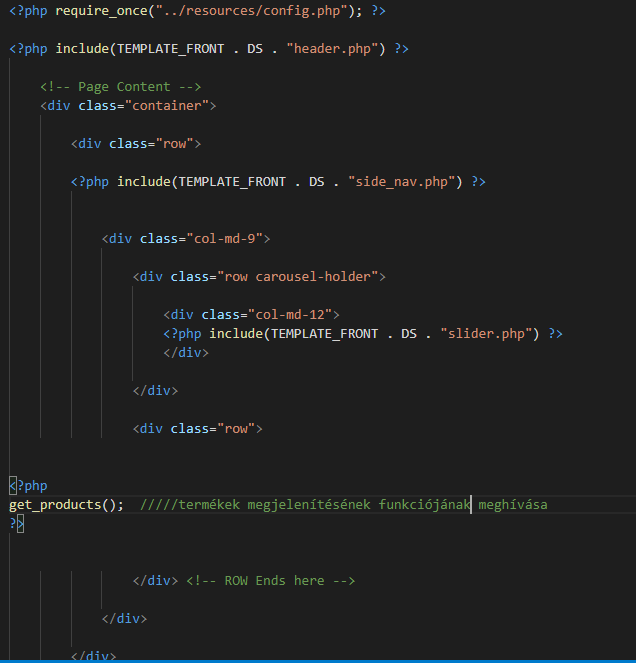 <?php require_once("../resources/config.php"); ?>
<?php include(TEMPLATE_FRONT . DS . "header.php") ?>
<!-- Page Content -->
<div class="container">
<div class="row">
<?php include(TEMPLATE_FRONT . DS . "side_nav.php") ?>
<div class="col-md-9">
<div class="row carousel-holder">
<div class="col-md-12">
<?php include(TEMPLATE_FRONT . DS . "slider.php") ?>
</div>
</div>
<div class="row">
<?php
get_products();  /////termékek megjelenítésének funkciójának meghívása
?>
</div> <!-- ROW Ends here -->
</div>
</div>